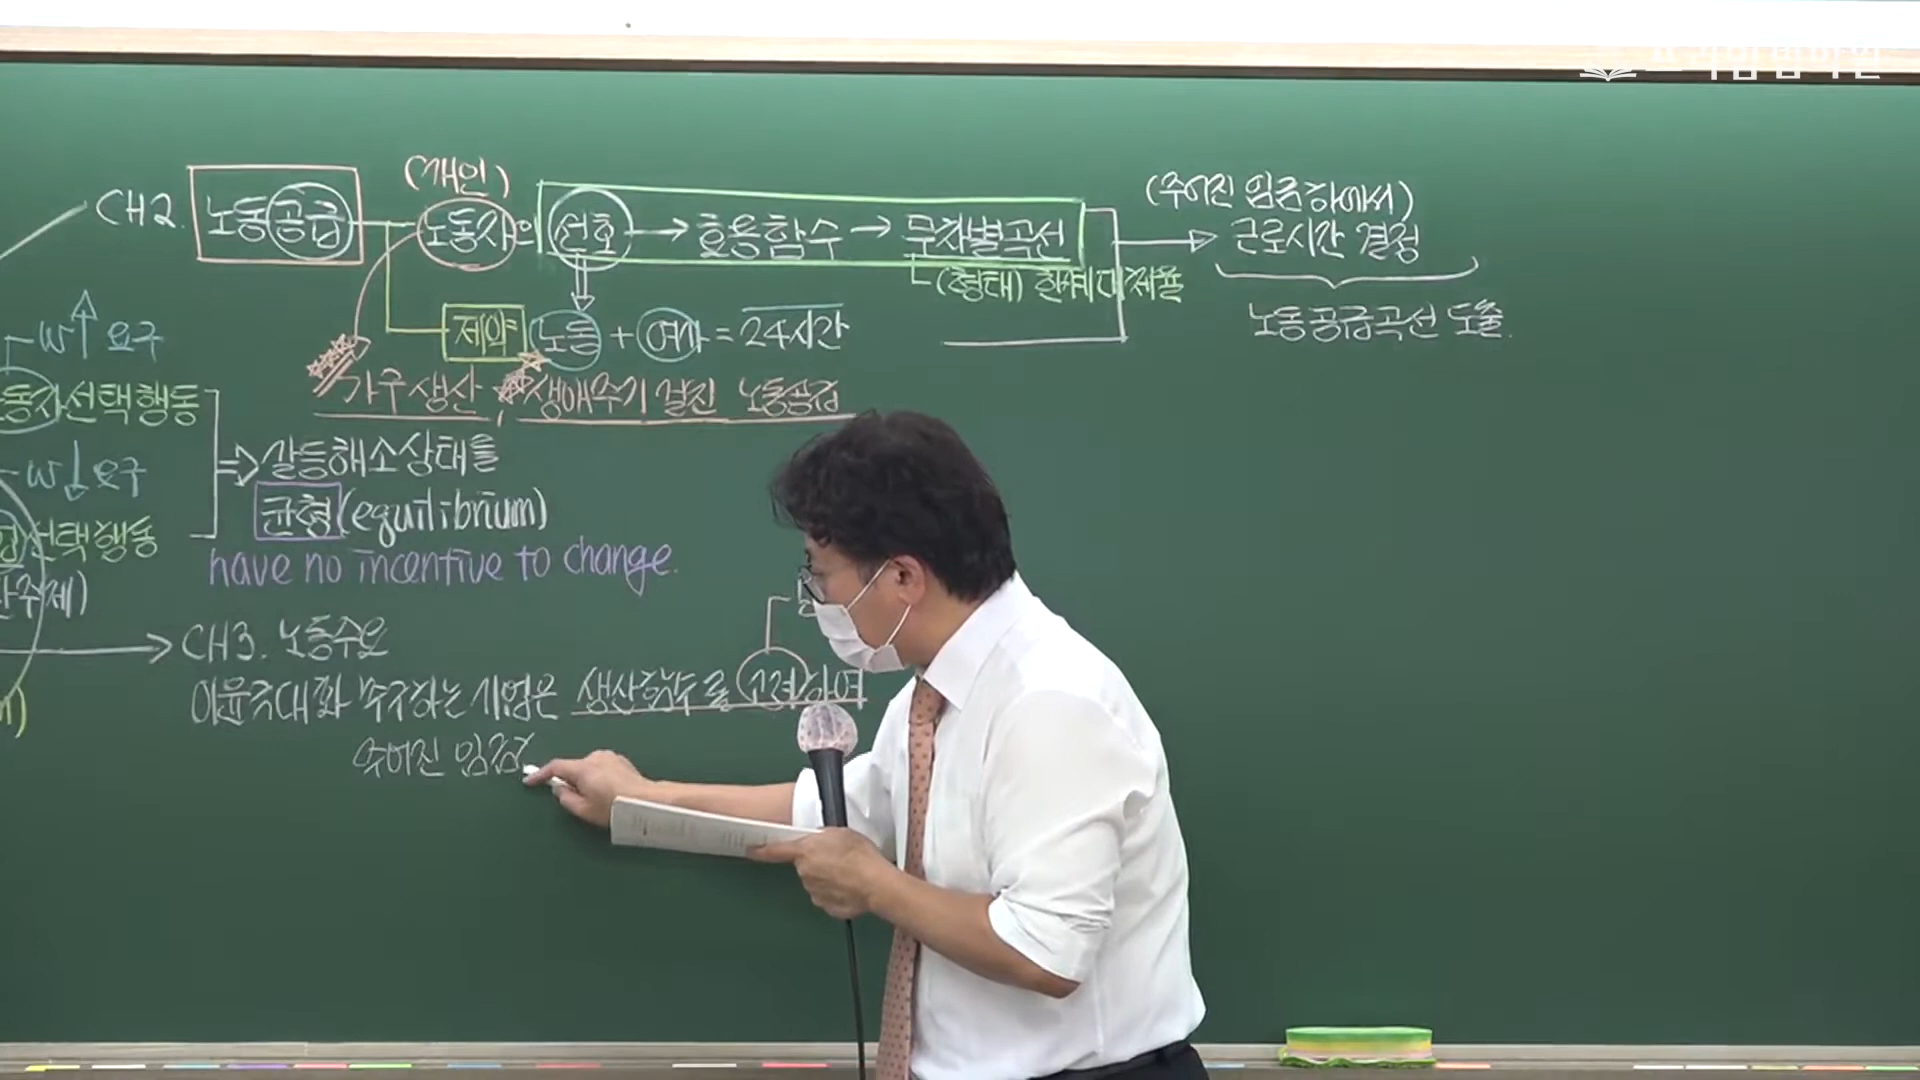 (개인)
CH2. 노동공급 노동자의 선호 → 효용함수 → 무차별곡선
(형태) 한계대체율
(주어진 임금하에서)
근로시간 결정
노동공급곡선 도출.
제약 노동 + 여가 = 24시간
가구생산, 생애주기 걸친 노동공급
W↑ 요구
동자선택행동
W↓요구
선택행동
갈등해소상태를
균형(equilibrium)
have no incentive to change.
CH3. 노동수요
이윤극대화 추구하는 기업은 생산함수를 고려하여
주어진 임금